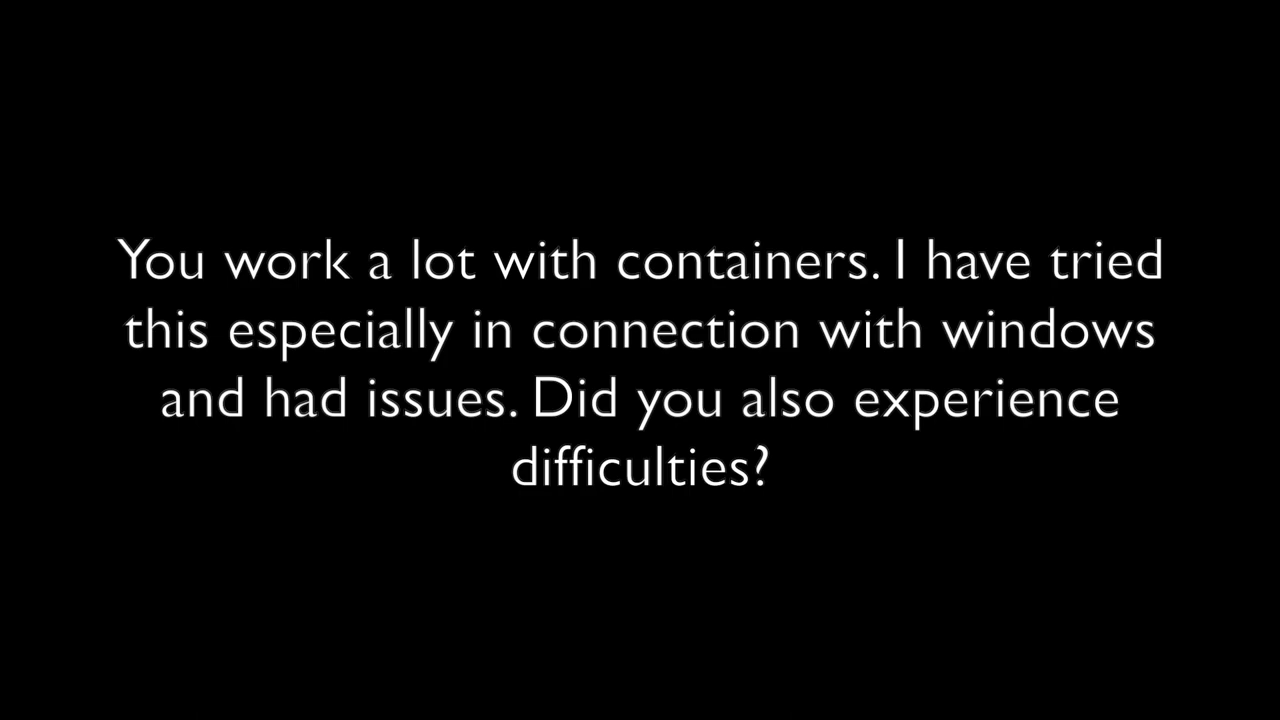 You work a lot with containers. I have tried
this especially in connection with windows
and had issues. Did you also experience
difficulties?